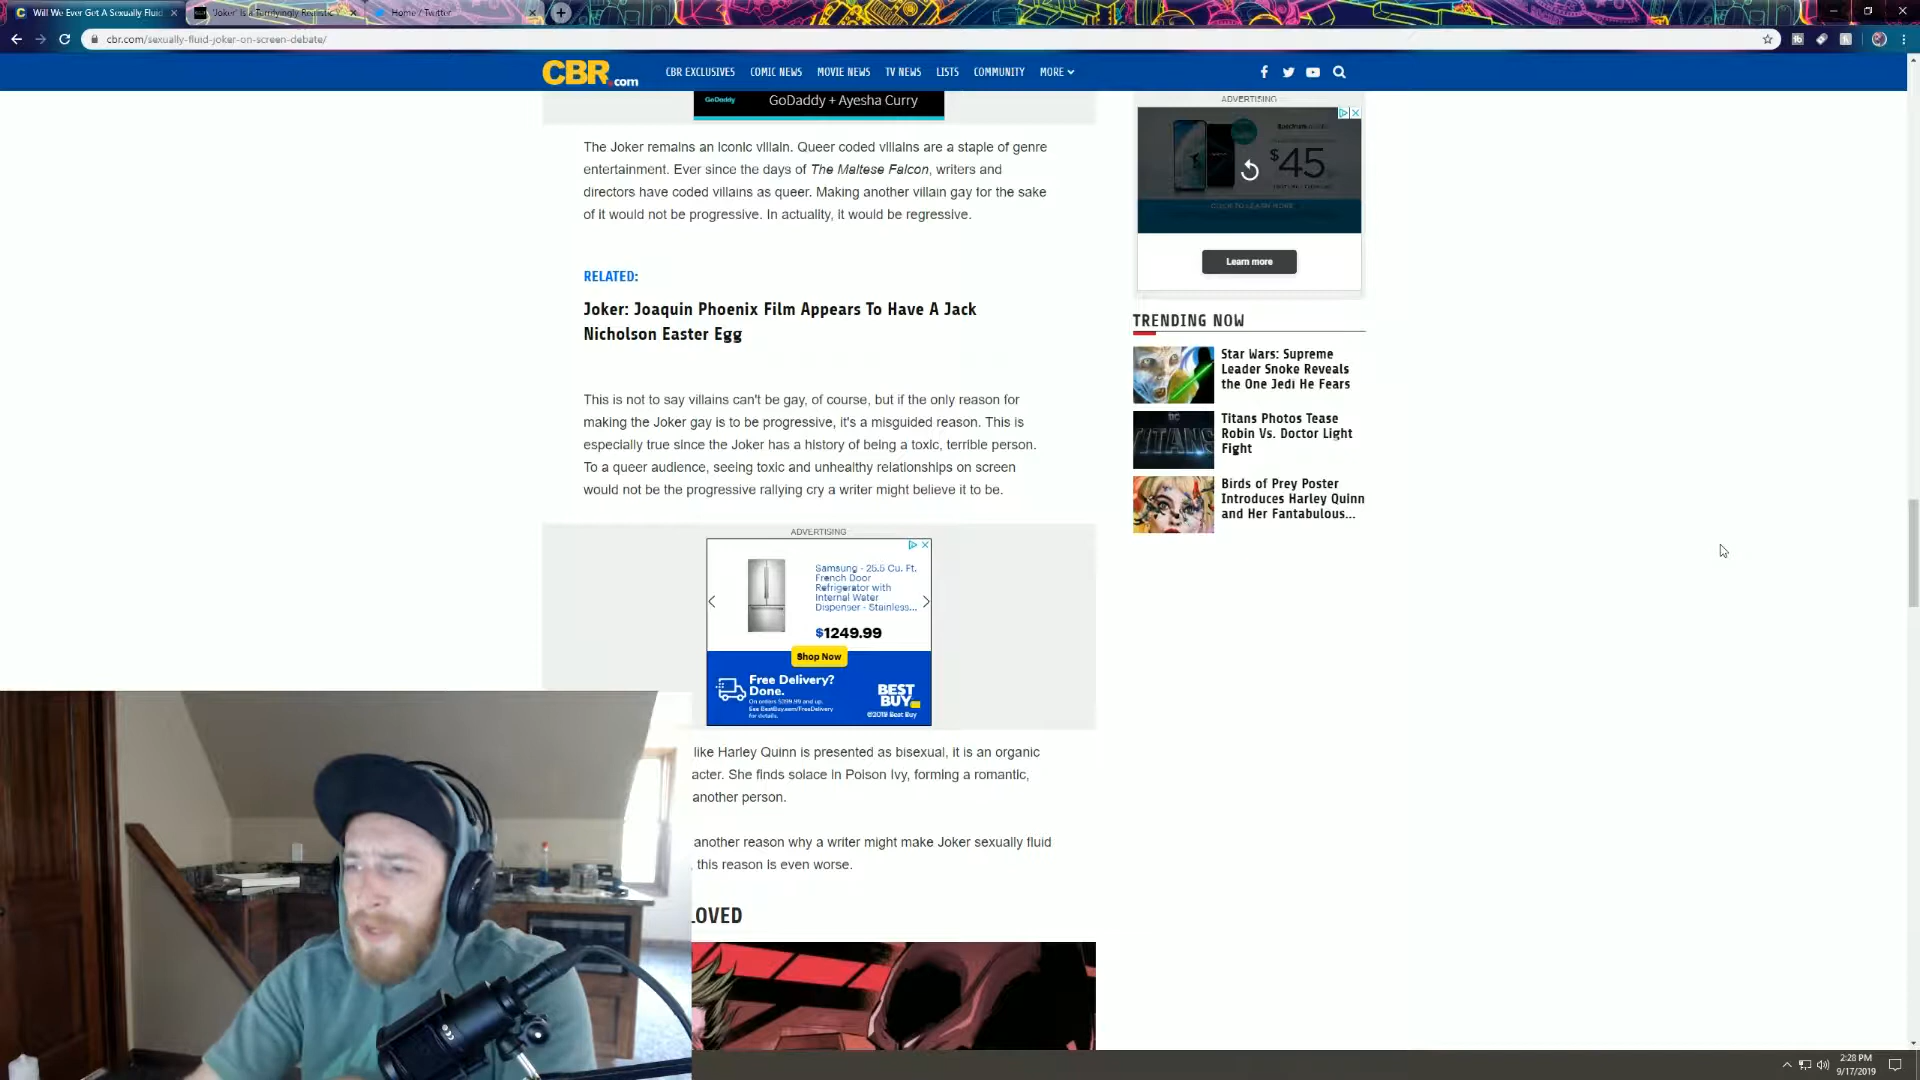 Will We Ever Get A Sexually Fluid
'Joker' Is a Terrifyingly Realistic V
Home / Twitter
cbr.com/sexually-fluid-joker-on-screen-debate/
CBR.com
CBR EXCLUSIVES COMIC NEWS MOVIE NEWS TV NEWS LISTS COMMUNITY MORE
GoDaddy GoDaddy + Ayesha Curry
The Joker remains an iconic villain. Queer coded villains are a staple of genre
entertainment. Ever since the days of The Maltese Falcon, writers and
directors have coded villains as queer. Making another villain gay for the sake
of it would not be progressive. In actuality, it would be regressive.
RELATED:
Joker: Joaquin Phoenix Film Appears To Have A Jack
Nicholson Easter Egg
This is not to say villains can't be gay, of course, but if the only reason for
making the Joker gay is to be progressive, it's a misguided reason. This is
especially true since the Joker has a history of being a toxic, terrible person.
To a queer audience, seeing toxic and unhealthy relationships on screen
would not be the progressive rallying cry a writer might believe it to be.
ADVERTISING
Samsung - 25.5 Cu. Ft.
French Door
Refrigerator with
Internal Water
Dispenser - Stainless...
$1249.99
Shop Now
Free Delivery?
Done.
On orders $399.99 and up.
See BestBuy.com/FreeDelivery
for details.
BEST
BUY
©2019 Best Buy
like Harley Quinn is presented as bisexual, it is an organic
acter. She finds solace in Poison Ivy, forming a romantic,
another person.
another reason why a writer might make Joker sexually fluid
, this reason is even worse.
LOVED
ADVERTISING
$45
CLICK TO LEARN MORE
Learn more
TRENDING NOW
Star Wars: Supreme
Leader Snoke Reveals
the One Jedi He Fears
Titans Photos Tease
Robin Vs. Doctor Light
Fight
Birds of Prey Poster
Introduces Harley Quinn
and Her Fantabulous...
DC
TITANS
2:28 PM
9/17/2019